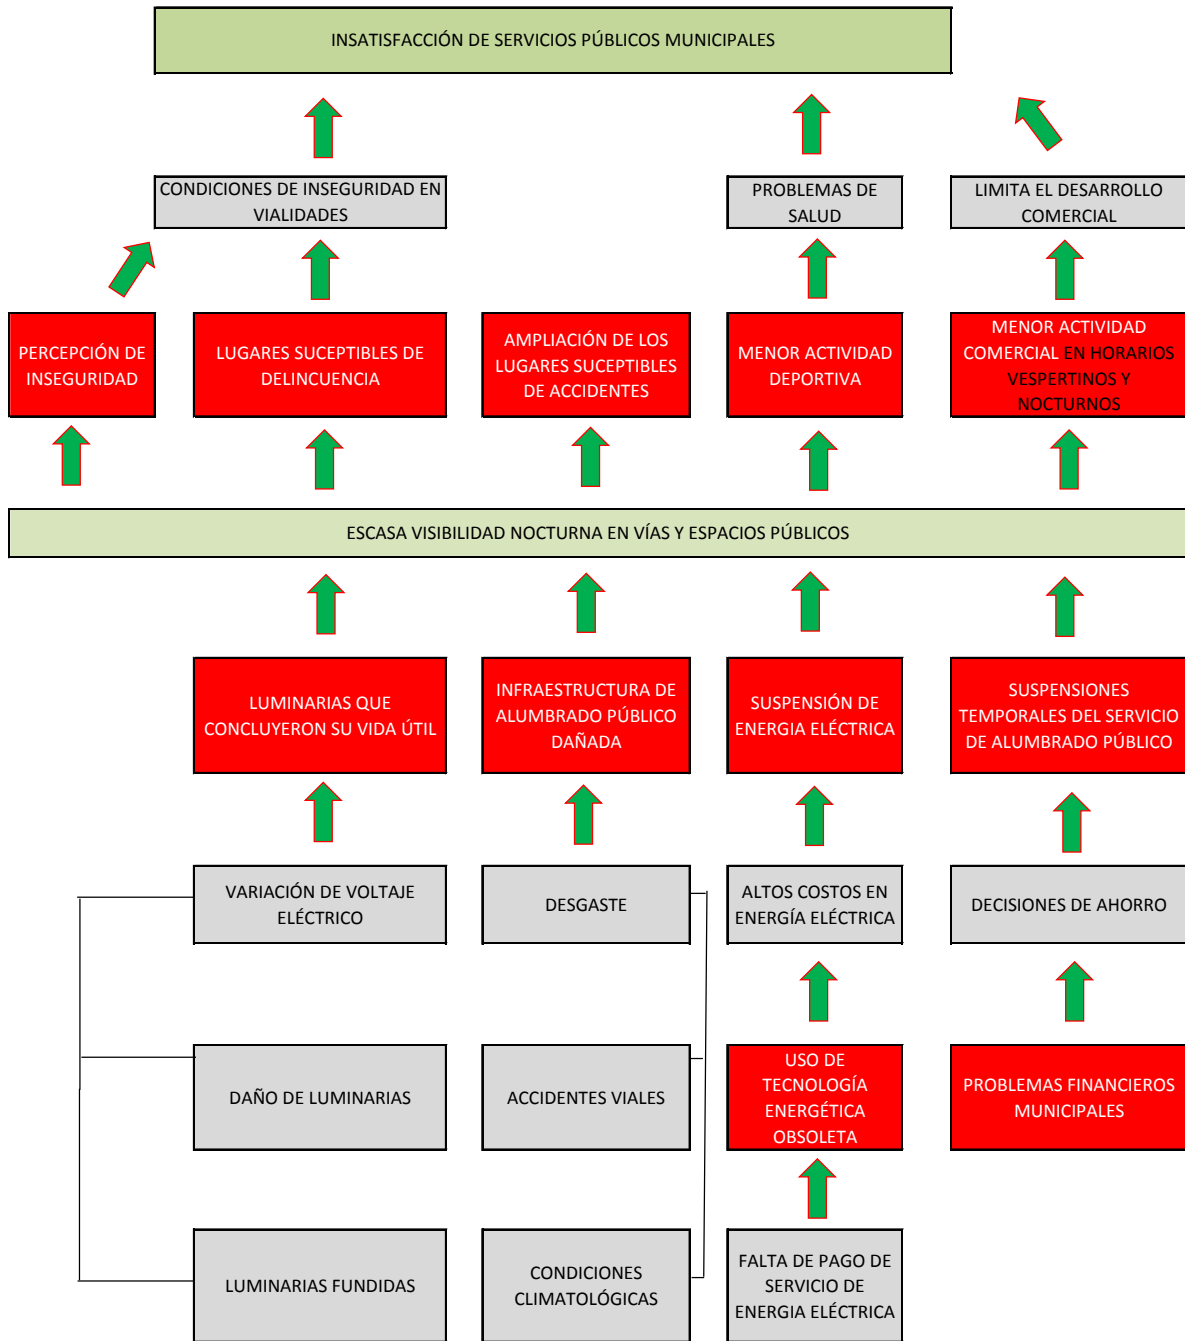 INSATISFACCIÓN DE SERVICIOS PÚBLICOS MUNICIPALES
CONDICIONES DE INSEGURIDAD EN
VIALIDADES
PROBLEMAS DE
SALUD
LIMITA EL DESARROLLO
COMERCIAL
PERCEPCIÓN DE
INSEGURIDAD
LUGARES SUCEPTIBLES DE
DELINCUENCIA
AMPLIACIÓN DE LOS
LUGARES SUCEPTIBLES
DE ACCIDENTES
MENOR ACTIVIDAD
DEPORTIVA
MENOR ACTIVIDAD
COMERCIAL EN HORARIOS
VESPERTINOS Y
NOCTURNOS
ESCASA VISIBILIDAD NOCTURNA EN VÍAS Y ESPACIOS PÚBLICOS
LUMINARIAS QUE
CONCLUYERON SU VIDA ÚTIL
INFRAESTRUCTURA DE
ALUMBRADO PÚBLICO
DAÑADA
SUSPENSIÓN DE
ENERGIA ELÉCTRICA
SUSPENSIONES
TEMPORALES DEL SERVICIO
DE ALUMBRADO PÚBLICO
VARIACIÓN DE VOLTAJE
ELÉCTRICO
DESGASTE
ALTOS COSTOS EN
ENERGÍA ELÉCTRICA
DECISIONES DE AHORRO
DAÑO DE LUMINARIAS
ACCIDENTES VIALES
USO DE
TECNOLOGÍA
ENERGÉTICA
OBSOLETA
PROBLEMAS FINANCIEROS
MUNICIPALES
LUMINARIAS FUNDIDAS
CONDICIONES
CLIMATOLÓGICAS
FALTA DE PAGO DE
SERVICIO DE
ENERGIA ELÉCTRICA